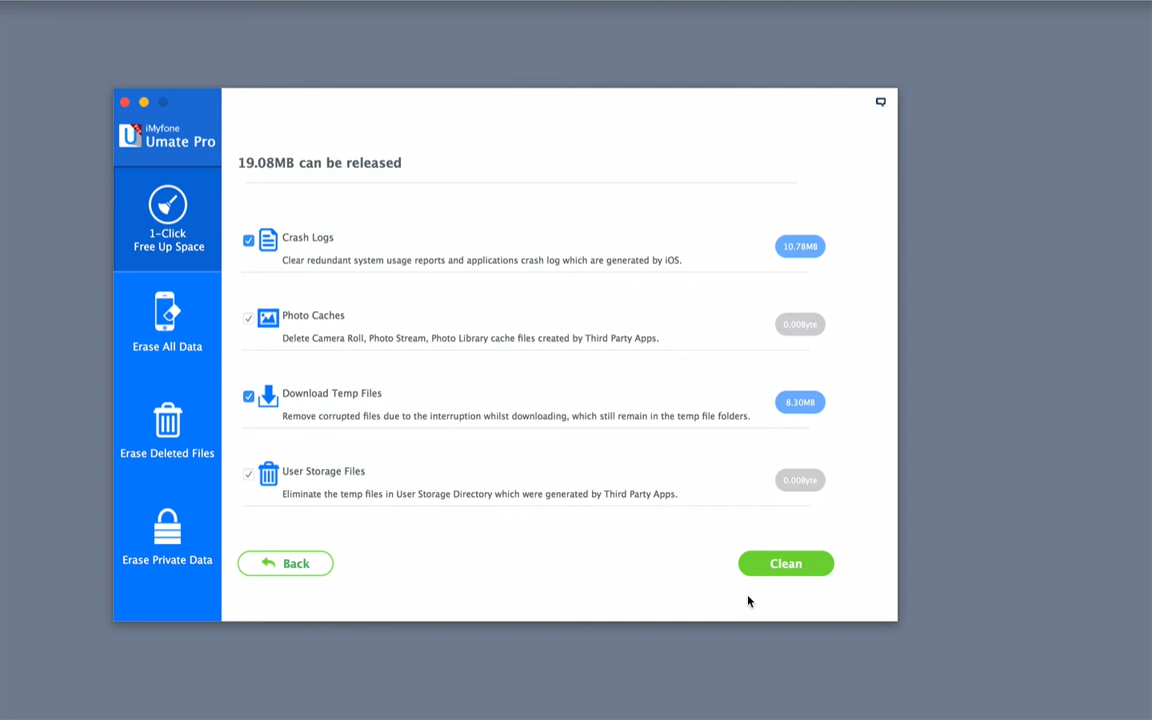 iMyfone
Umate Pro
1-Click
Free Up Space
Erase All Data
Erase Deleted Files
Erase Private Data
19.08MB can be released
Crash Logs
Clear redundant system usage reports and applications crash log which are generated by iOS.
10.78MB
Photo Caches
Delete Camera Roll, Photo Stream, Photo Library cache files created by Third Party Apps.
0.00Byte
Download Temp Files
Remove corrupted files due to the interruption whilst downloading, which still remain in the temp file folders.
8.30MB
User Storage Files
Eliminate the temp files in User Storage Directory which were generated by Third Party Apps.
0.00Byte
Back
Clean